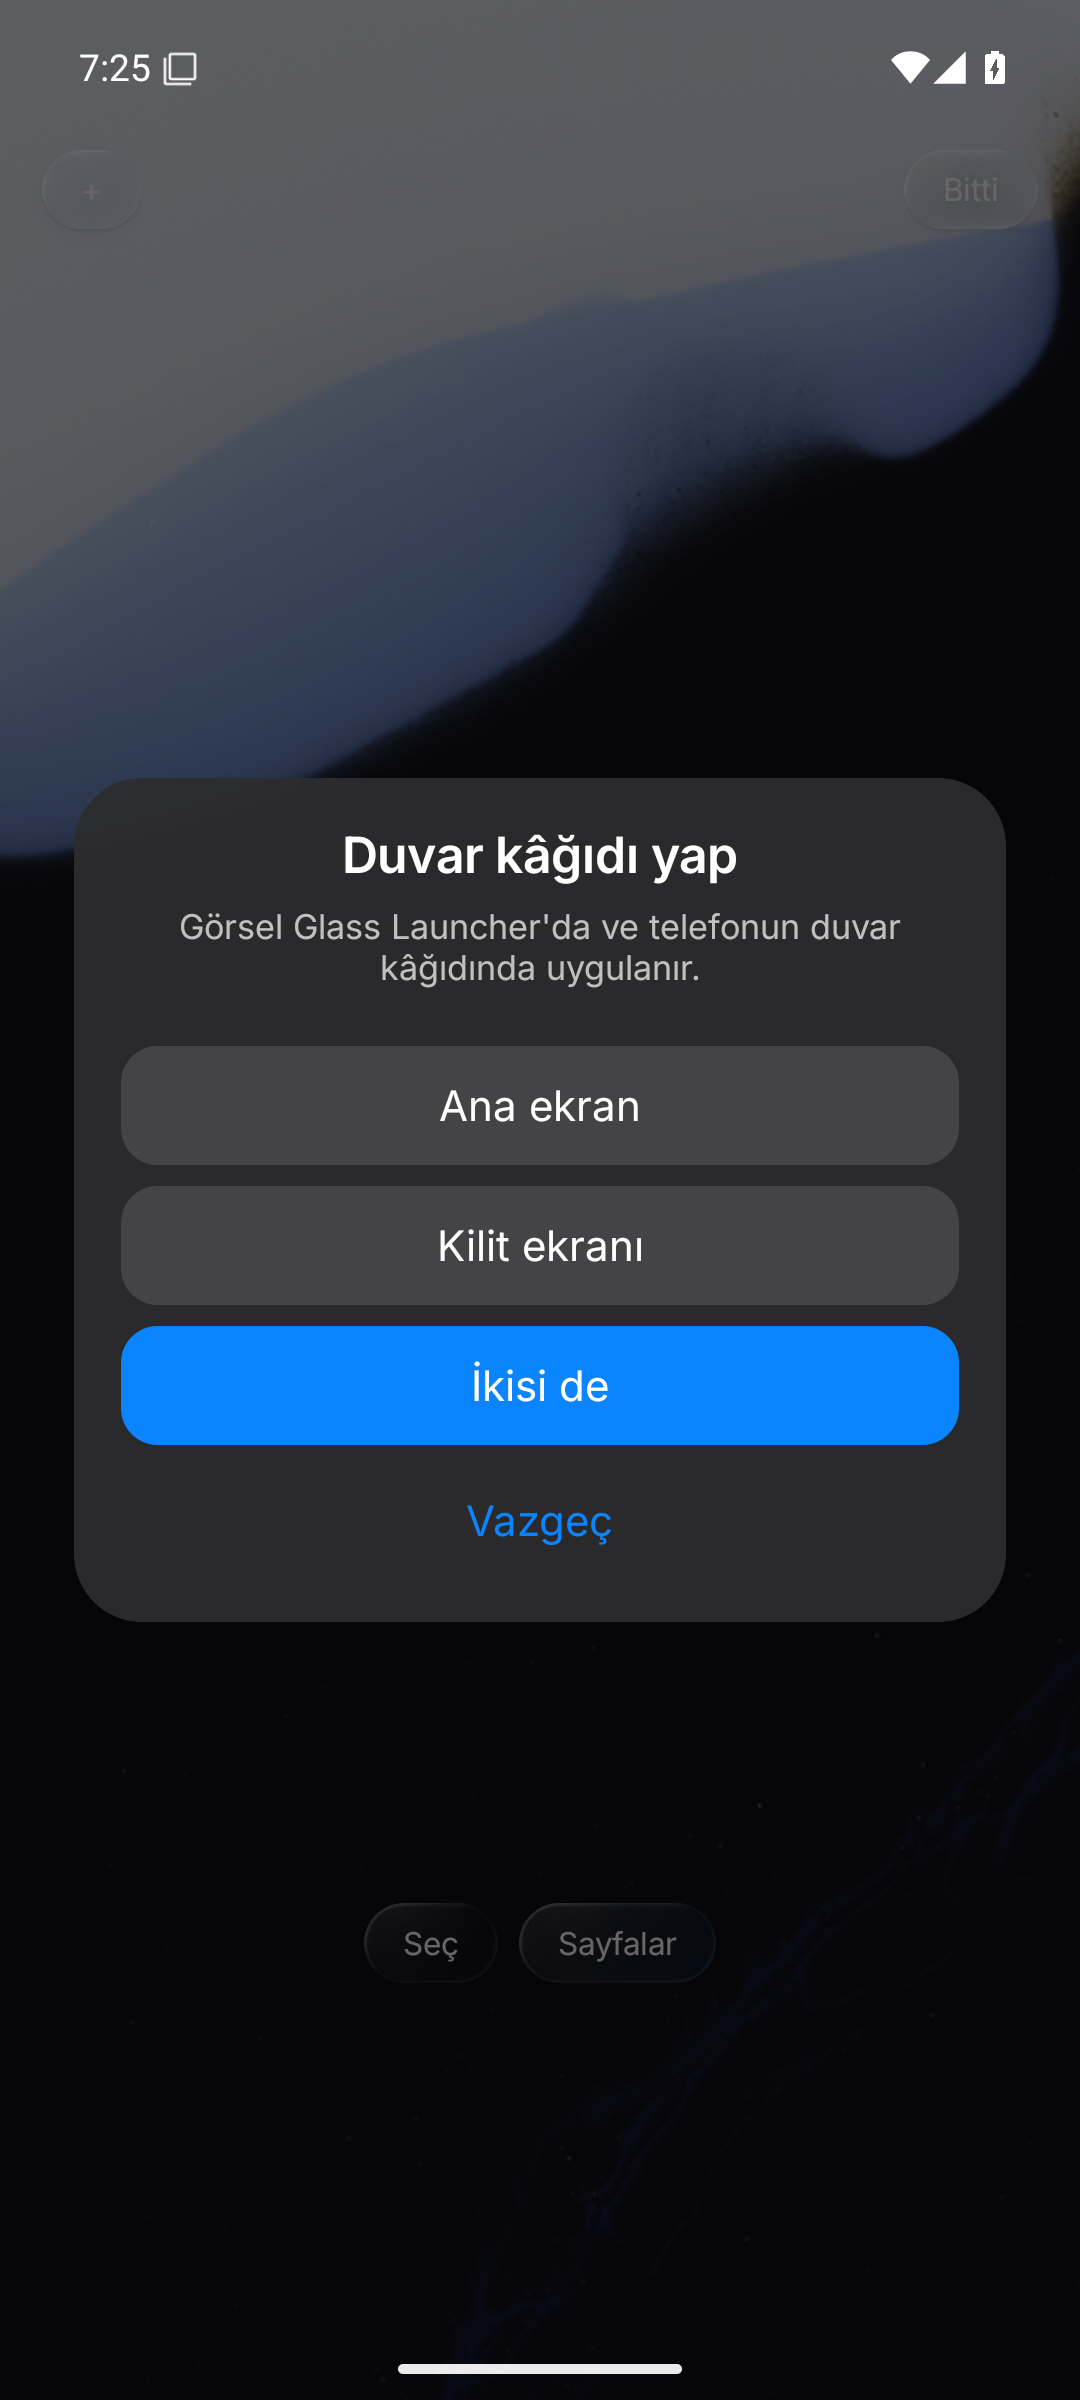 7:25
+
Bitti
Duvar kâğıdı yap
Görsel Glass Launcher'da ve telefonun duvar
kâğıdında uygulanır.
Ana ekran
Kilit ekranı
İkisi de
Vazgeç
Seç
Sayfalar